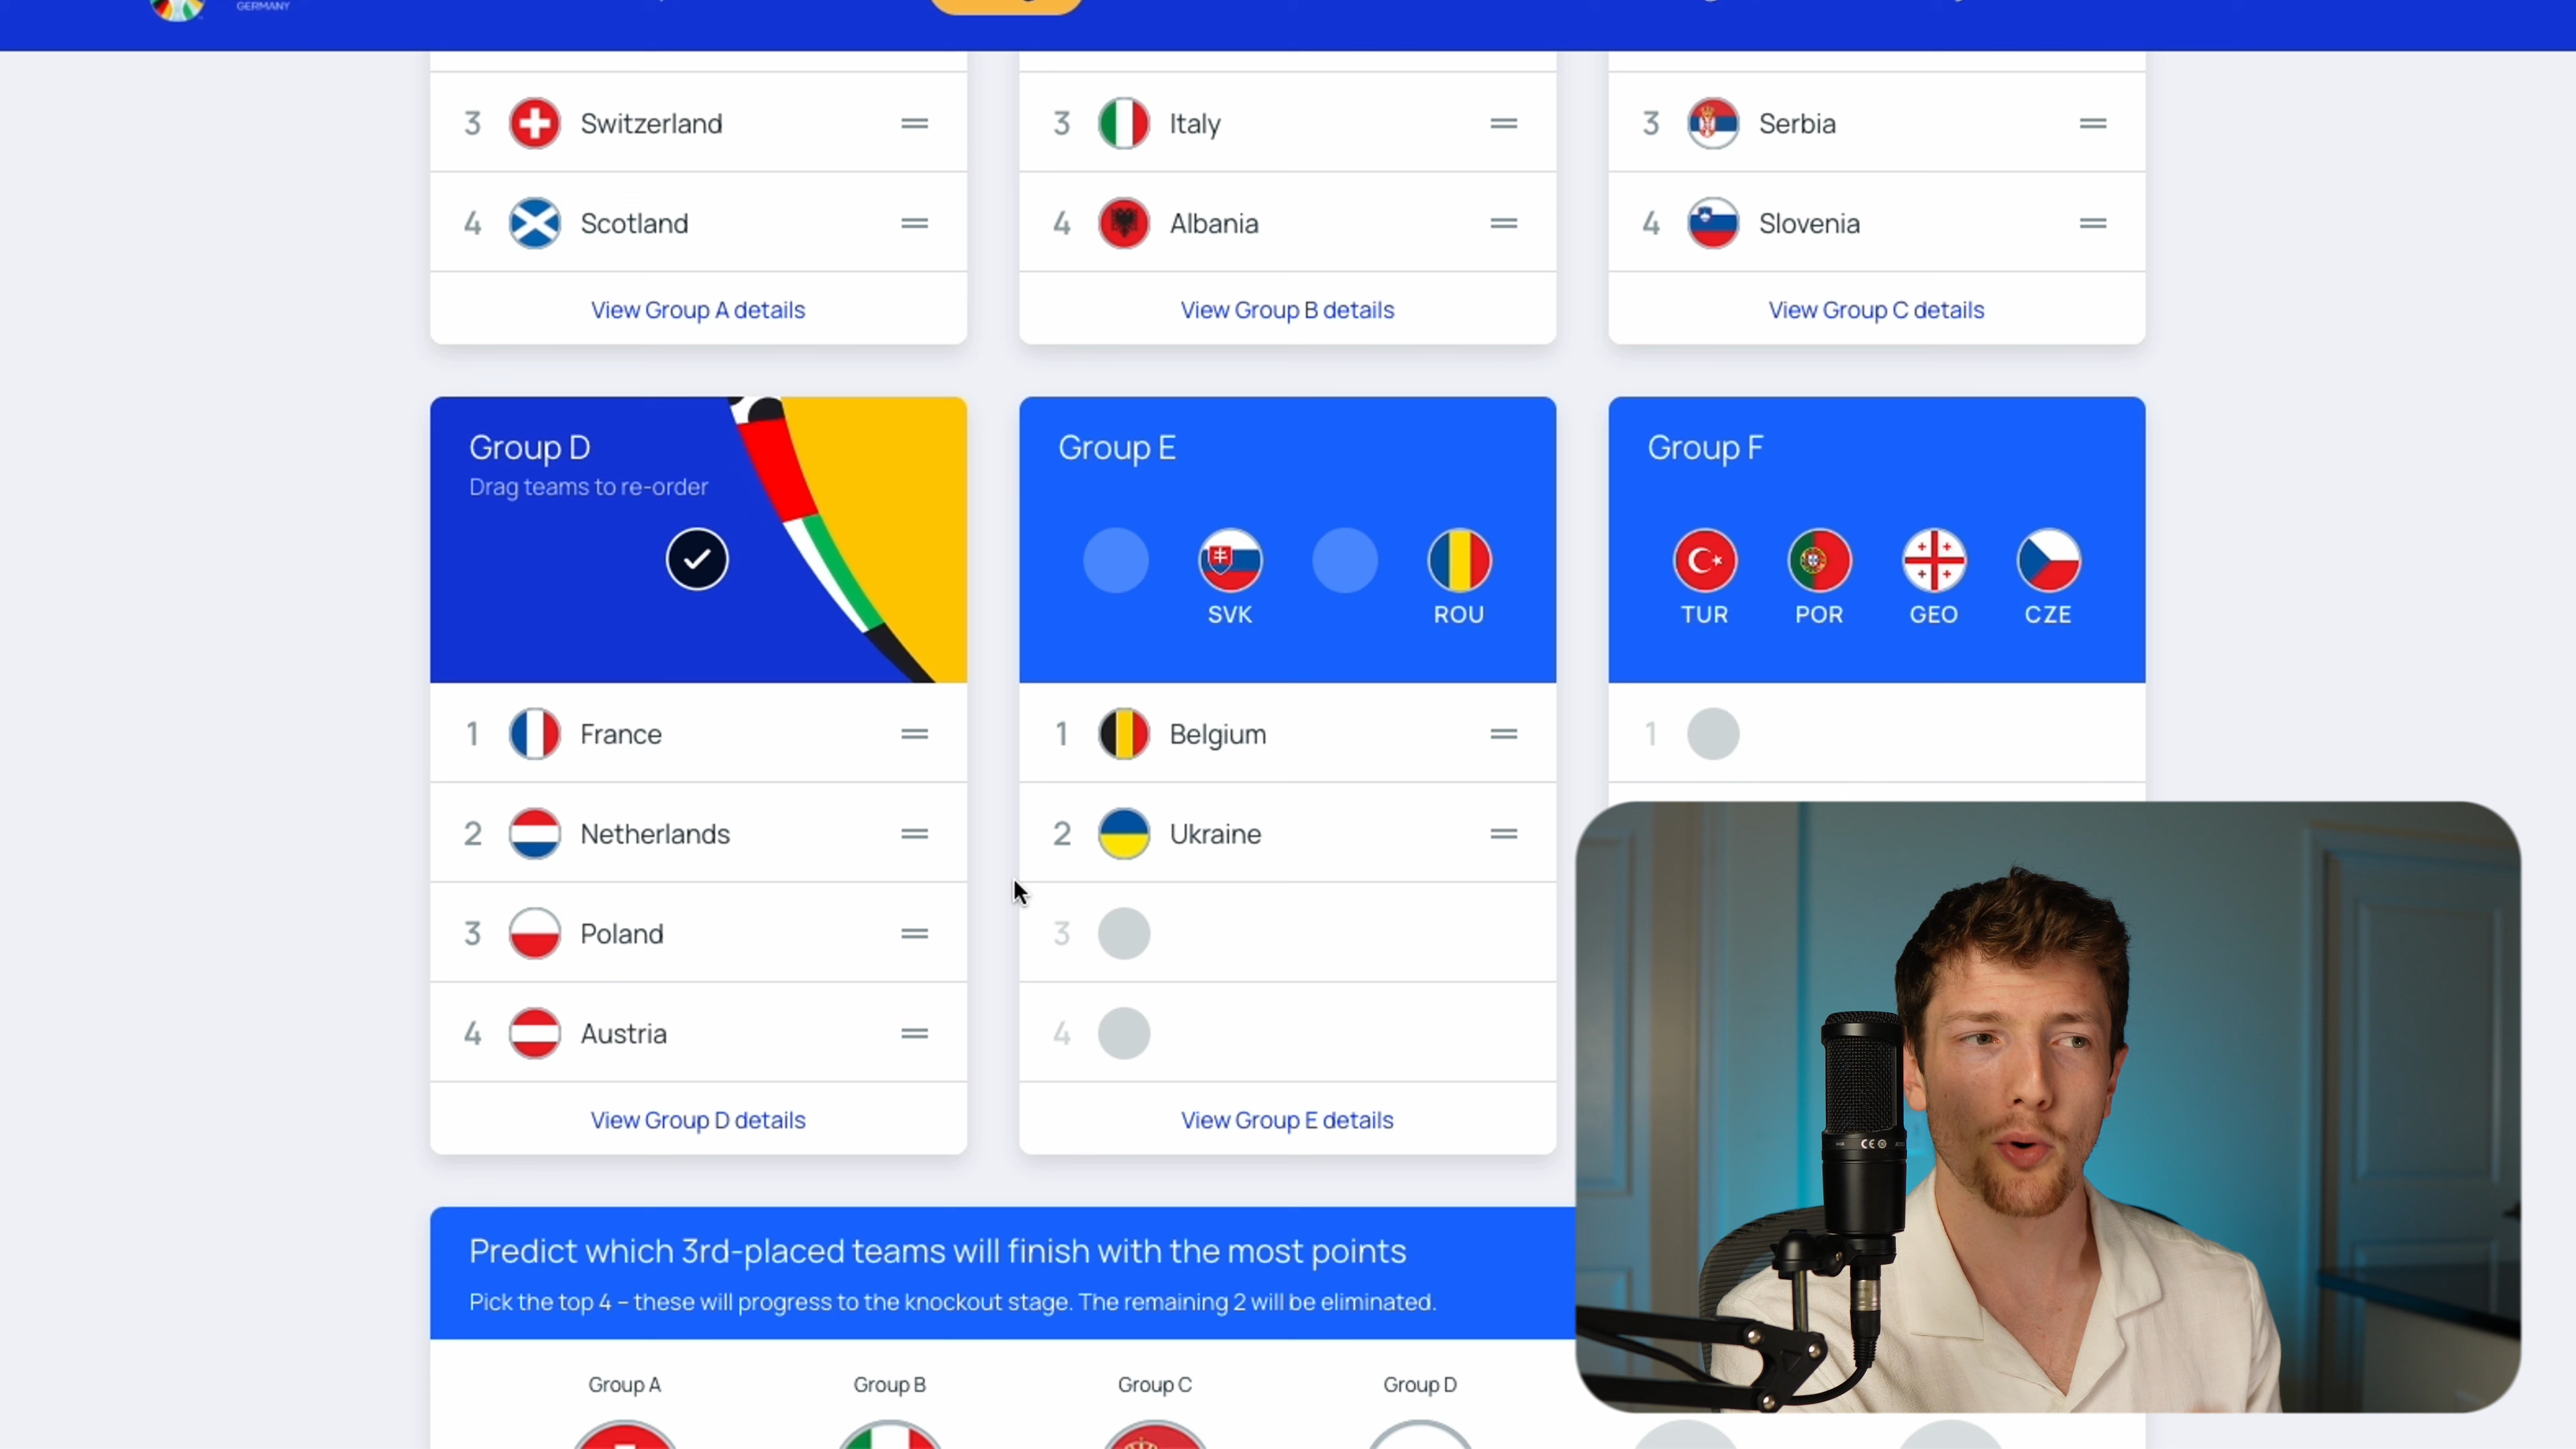 GERMANY
3 Switzerland
4 Scotland
View Group A details
3 Italy
4 Albania
View Group B details
3 Serbia
4 Slovenia
View Group C details
Group D
Drag teams to re-order
1 France
2 Netherlands
3 Poland
4 Austria
View Group D details
Group E
SVK ROU
1 Belgium
2 Ukraine
3
4
View Group E details
Group F
TUR POR GEO CZE
1
Predict which 3rd-placed teams will finish with the most points
Pick the top 4 – these will progress to the knockout stage. The remaining 2 will be eliminated.
Group A Group B Group C Group D
CE